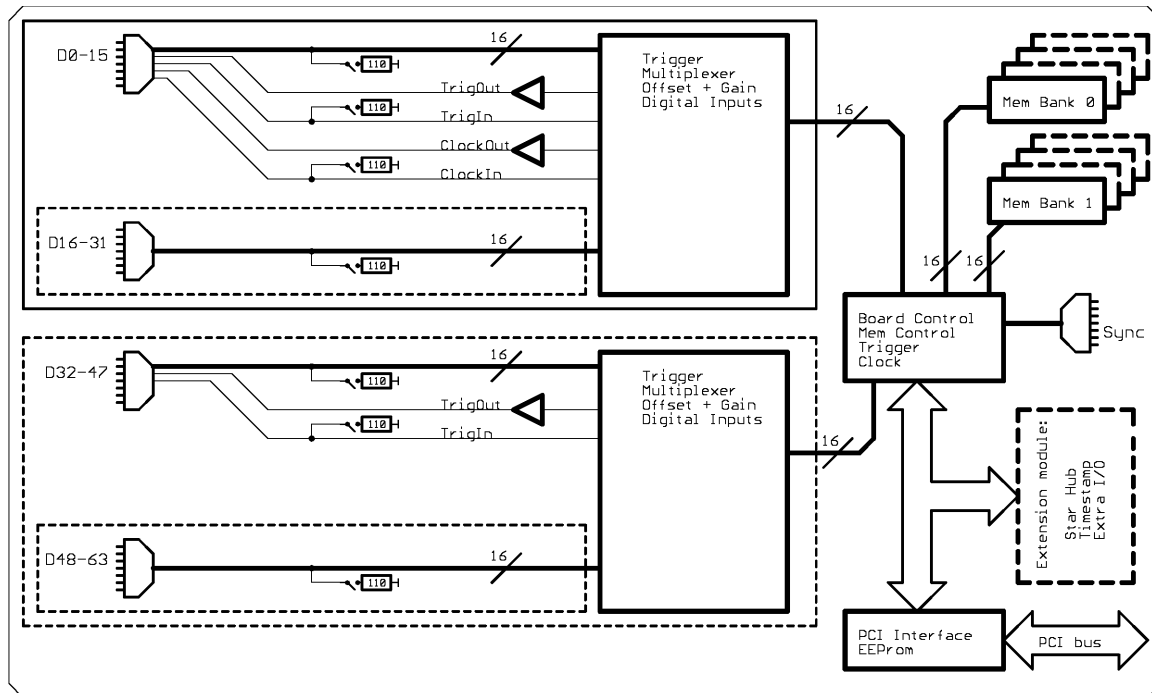 D0-15
16
110
TrigOut
110
TrigIn
ClockOut
110
ClockIn
Trigger
Multiplexer
Offset + Gain
Digital Inputs
D16-31
16
110
16
Mem Bank 0
Mem Bank 1
16
16
Board Control
Mem Control
Trigger
Clock
Sync
D32-47
16
110
TrigOut
110
TrigIn
Trigger
Multiplexer
Offset + Gain
Digital Inputs
16
D48-63
16
110
Extension module:
Star Hub
Timestamp
Extra I/O
PCI Interface
EEProm
PCI bus